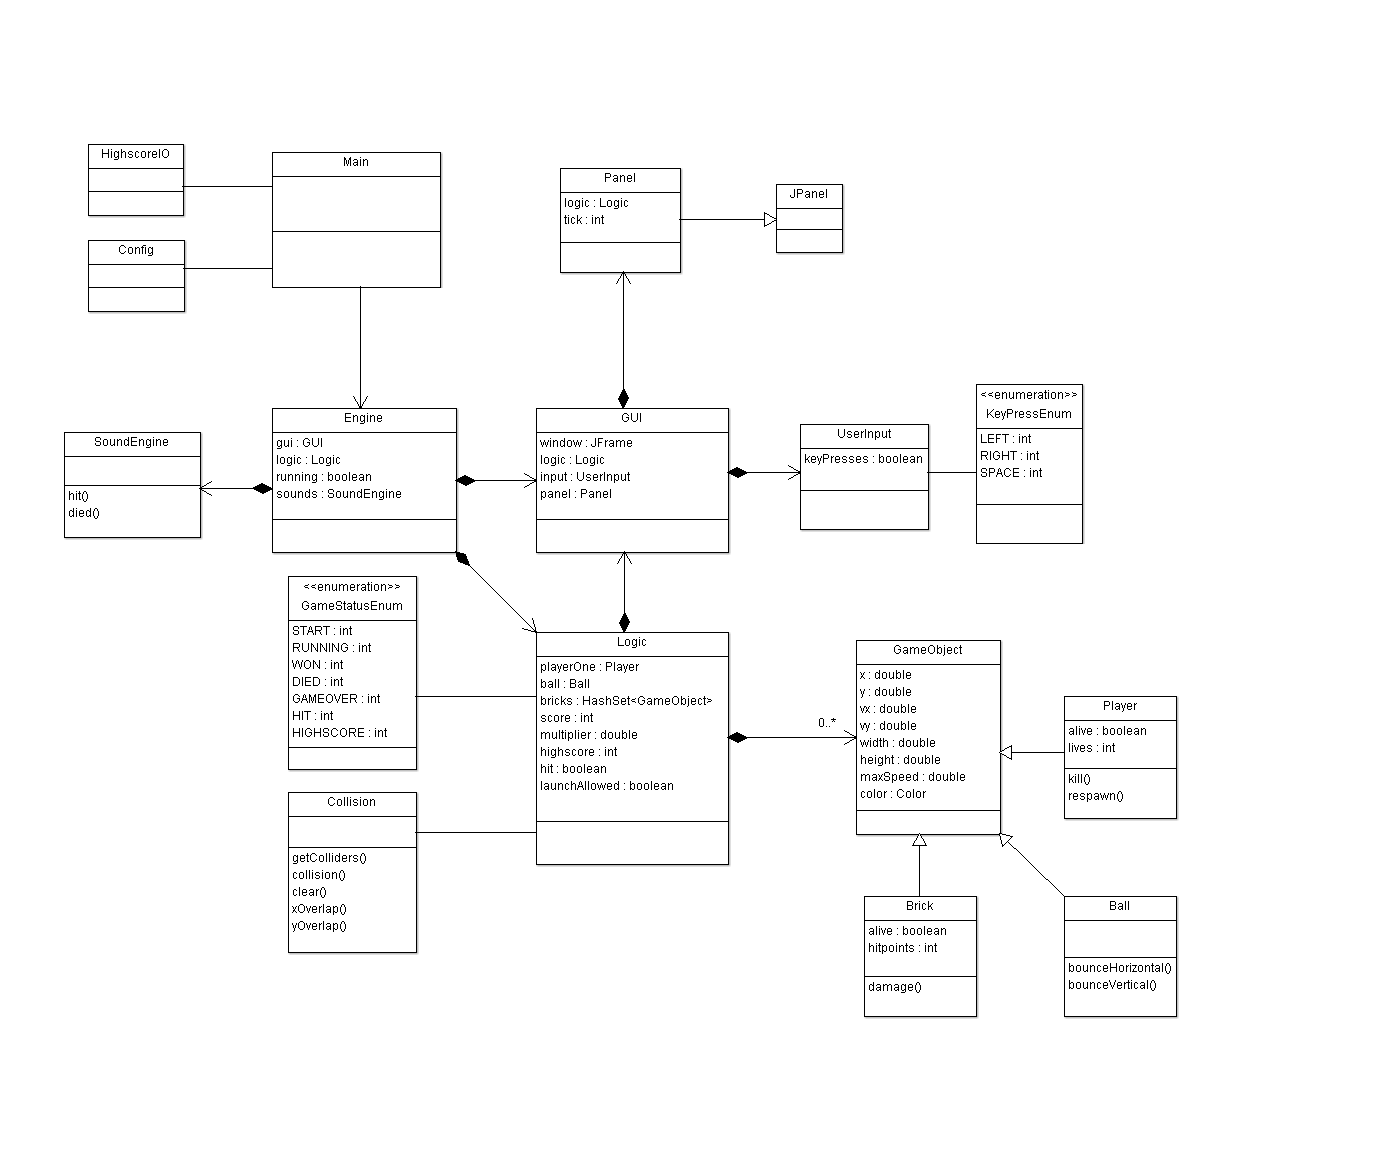 HighscoreIO
Main
Config
Panel
logic : Logic
tick : int
JPanel
SoundEngine
hit()
died()
Engine
gui : GUI
logic : Logic
running : boolean
sounds : SoundEngine
GUI
window : JFrame
logic : Logic
input : UserInput
panel : Panel
UserInput
keyPresses : boolean
<<enumeration>>
KeyPressEnum
LEFT : int
RIGHT : int
SPACE : int
<<enumeration>>
GameStatusEnum
START : int
RUNNING : int
WON : int
DIED : int
GAMEOVER : int
HIT : int
HIGHSCORE : int
Logic
playerOne : Player
ball : Ball
bricks : HashSet<GameObject>
score : int
multiplier : double
highscore : int
hit : boolean
launchAllowed : boolean
0..*
GameObject
x : double
y : double
vx : double
vy : double
width : double
height : double
maxSpeed : double
color : Color
Player
alive : boolean
lives : int
kill()
respawn()
Collision
getColliders()
collision()
clear()
xOverlap()
yOverlap()
Brick
alive : boolean
hitpoints : int
damage()
Ball
bounceHorizontal()
bounceVertical()